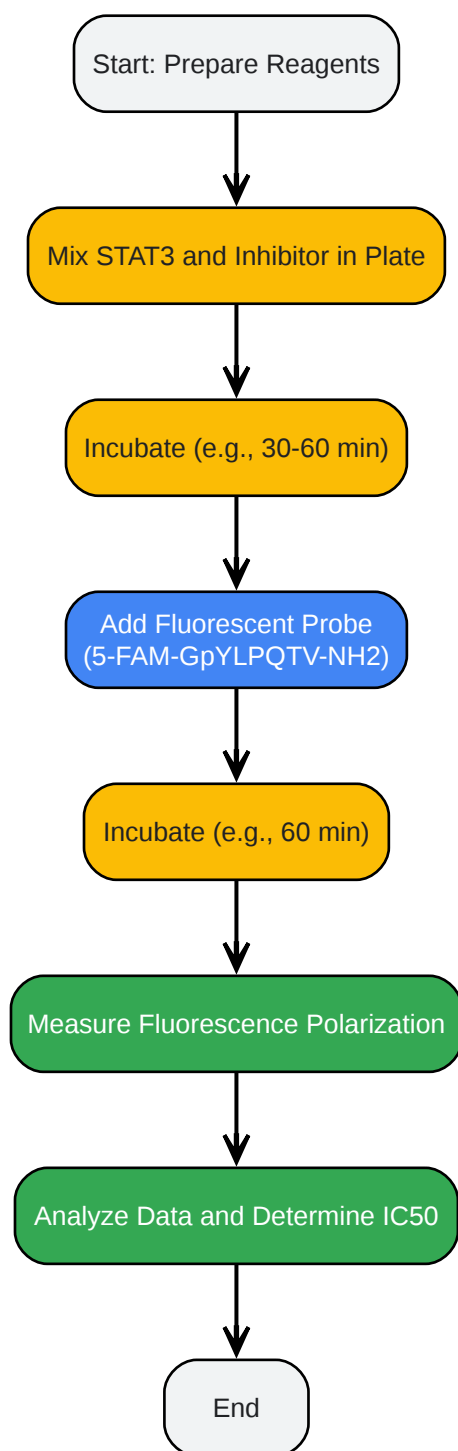 Start: Prepare Reagents
Mix STAT3 and Inhibitor in Plate
Incubate (e.g., 30-60 min)
Add Fluorescent Probe
(5-FAM-GpYLPQTV-NH2)
Incubate (e.g., 60 min)
Measure Fluorescence Polarization
Analyze Data and Determine IC50
End